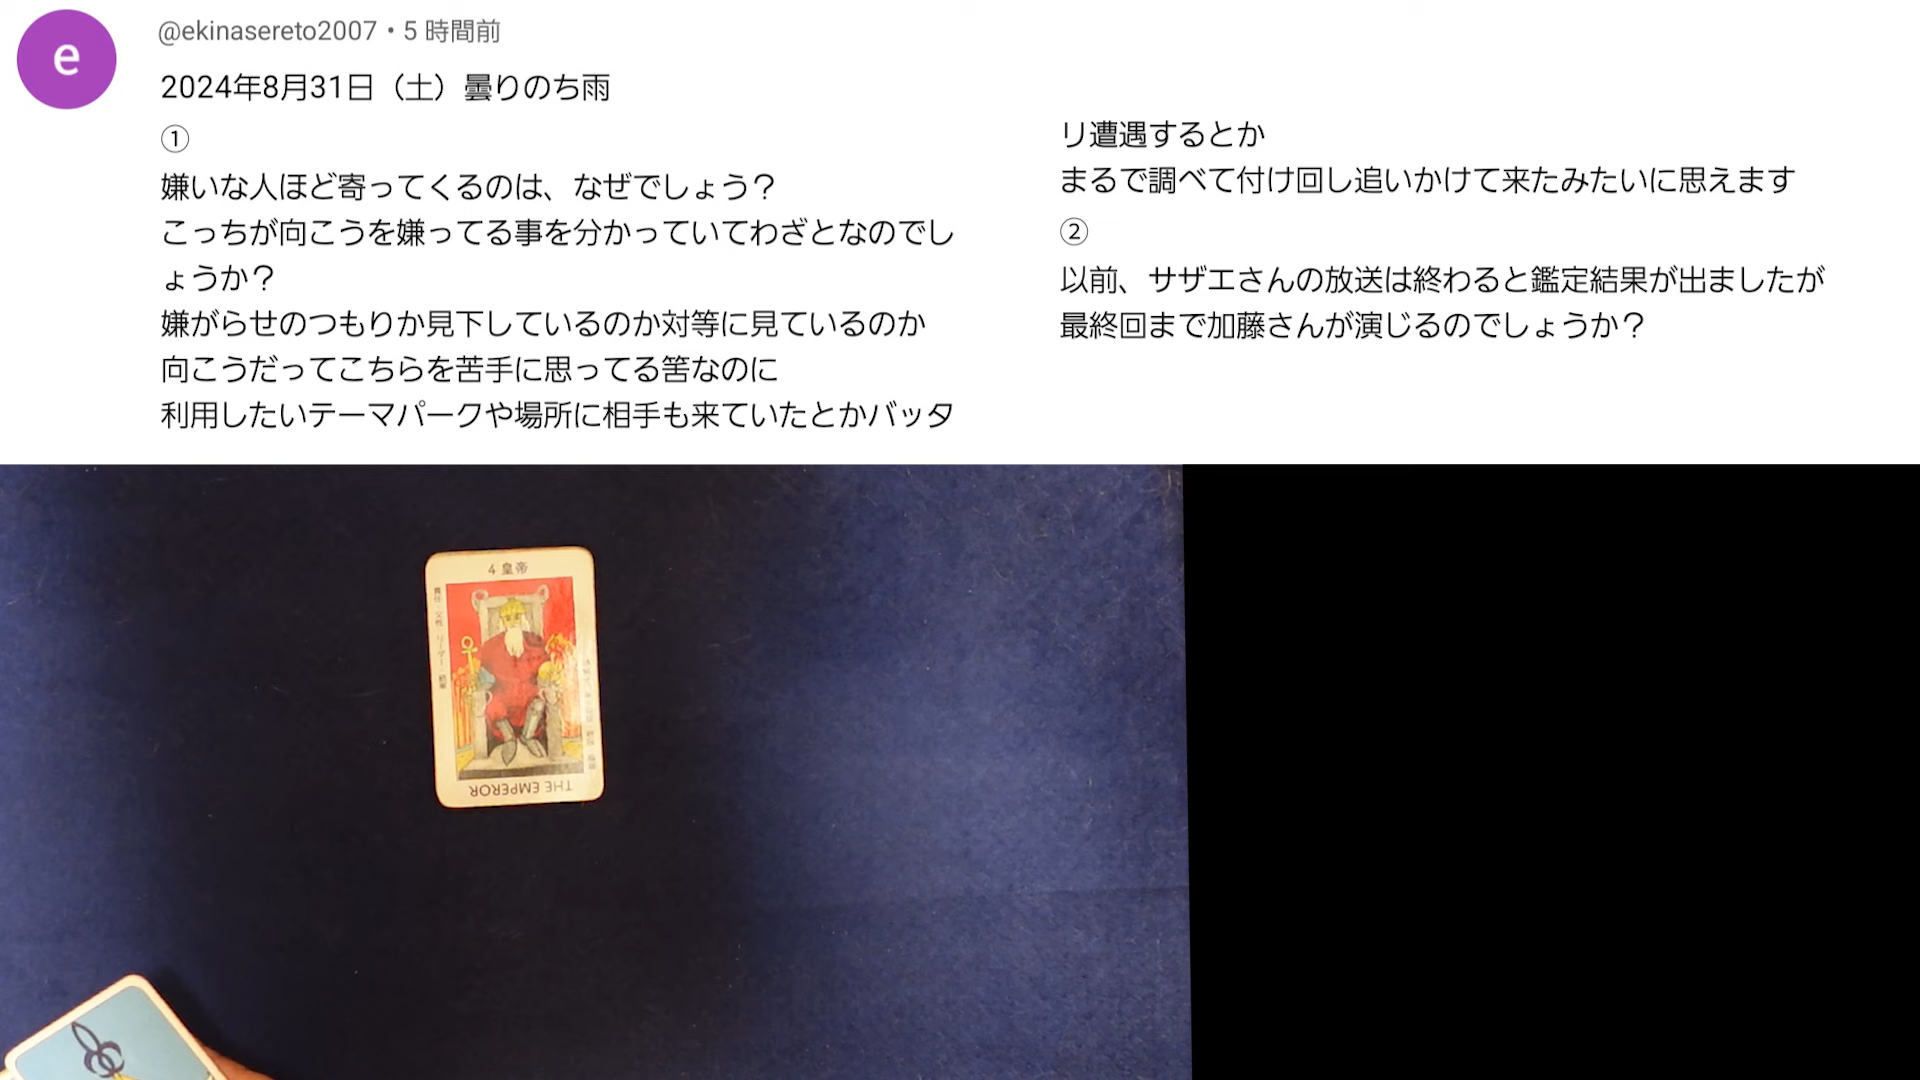 e
@ekinasereto2007・5 時間前
2024年8月31日（土）曇りのち雨
①
嫌いな人ほど寄ってくるのは、なぜでしょう？
こっちが向こうを嫌ってる事を分かっていてわざとなのでし
ょうか？
嫌がらせのつもりか見下しているのか対等に見ているのか
向こうだってこちらを苦手に思ってる筈なのに
利用したいテーマパークや場所に相手も来ていたとかバッタ
リ遭遇するとか
まるで調べて付け回し追いかけて来たみたいに思えます
②
以前、サザエさんの放送は終わると鑑定結果が出ましたが
最終回まで加藤さんが演じるのでしょうか？
4 皇帝
責任・父性・リーダー・
THE EMPEROR